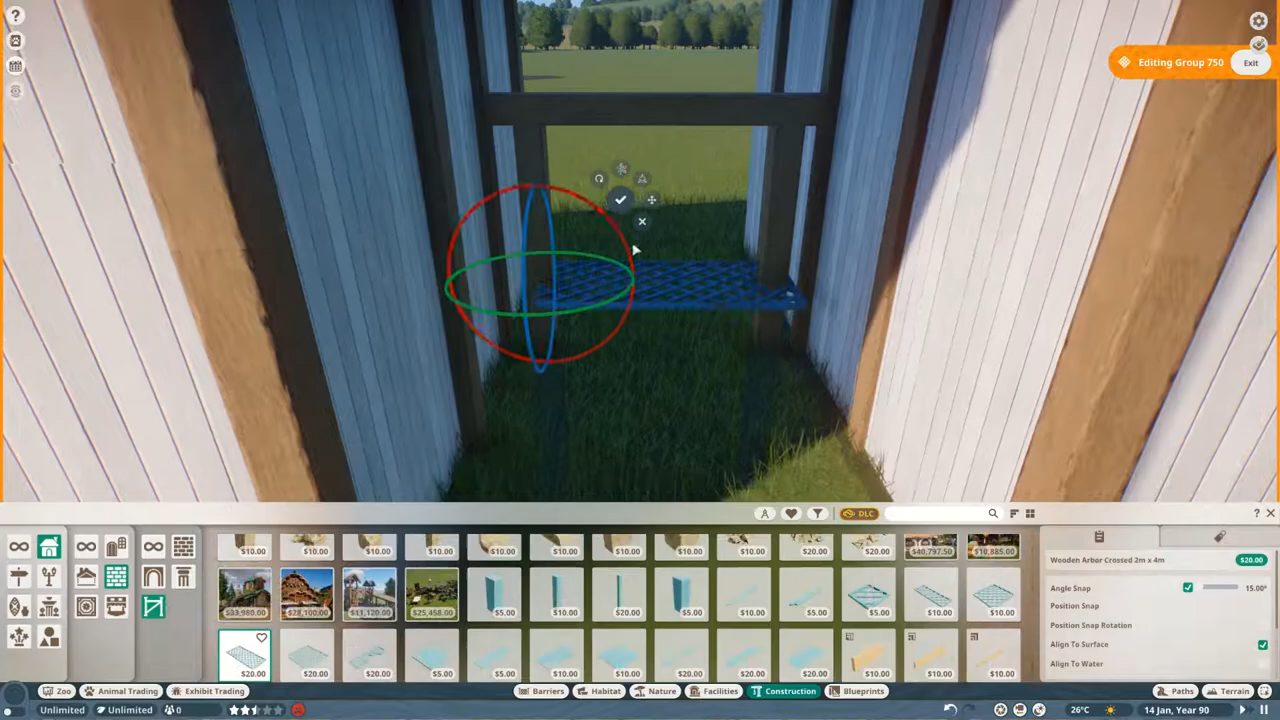 ?
Editing Group 750
Exit
DLC
? ×
$10.00 $10.00 $10.00 $10.00 $10.00 $10.00 $10.00 $10.00 $10.00 $20.00 $20.00 $40,797.50 $10,885.00
Wooden Arbor Crossed 2m x 4m $20.00
$33,980.00 $28,100.00 $11,120.00 $25,458.00 $5.00 $10.00 $20.00 $5.00 $10.00 $5.00 $5.00 $10.00 $10.00
Angle Snap 15.00°
Position Snap
Position Snap Rotation
Align To Surface
Align To Water
$20.00 $20.00 $20.00 $5.00 $10.00 $10.00 $20.00 $10.00 $20.00 $20.00 $10.00 $10.00 $10.00
Zoo Animal Trading Exhibit Trading Barriers Habitat Nature Facilities Construction Blueprints Paths Terrain
Unlimited Unlimited 0 26°C 14 Jan, Year 90